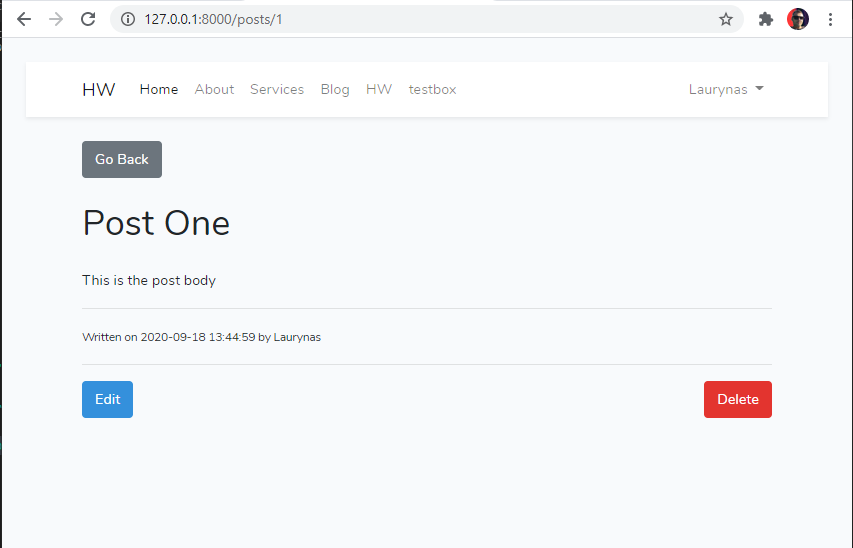 127.0.0.1:8000/posts/1
HW Home About Services Blog HW testbox Laurynas
Go Back
Post One
This is the post body
Written on 2020-09-18 13:44:59 by Laurynas
Edit Delete